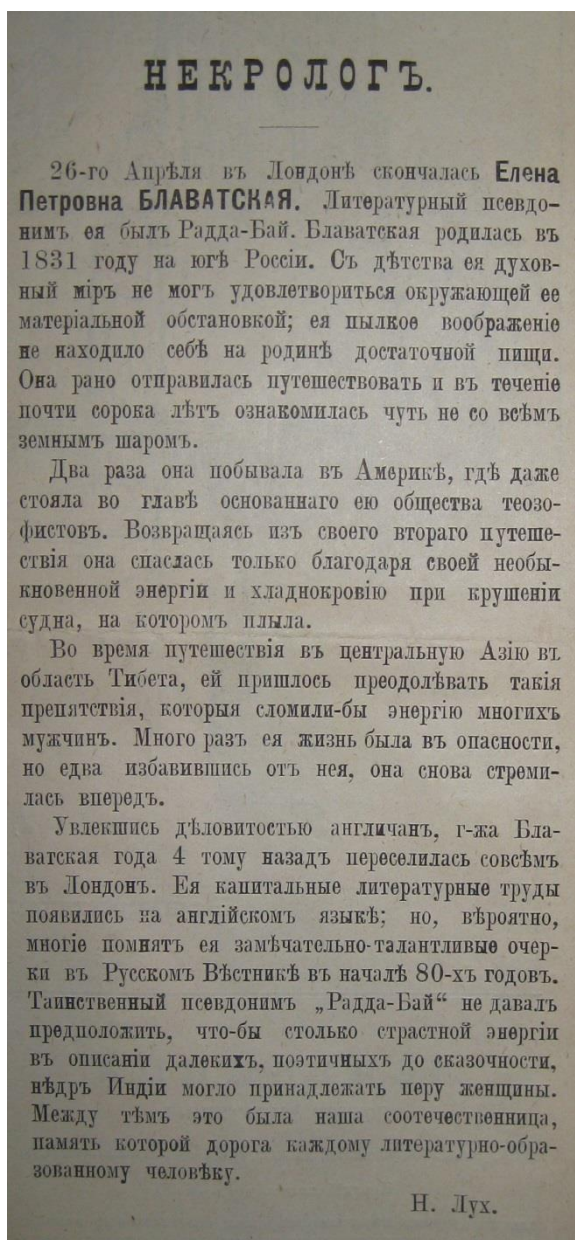 НЕКРОЛОГЪ.
26-го Апрѣля въ Лондонѣ скончалась Елена
Петровна БЛАВАТСКАЯ. Литературный псевдо-
нимъ ея былъ Радда-Бай. Блаватская родилась въ
1831 году на югѣ Россіи. Съ дѣтства ея духов-
ный міръ не могъ удовлетвориться окружающей ее
матеріальной обстановкой; ея пылкое воображеніе
не находило себѣ на родинѣ достаточной пищи.
Она рано отправилась путешествовать и въ теченіе
почти сорока лѣтъ ознакомилась чуть не со всѣмъ
земнымъ шаромъ.
Два раза она побывала въ Америкѣ, гдѣ даже
стояла во главѣ основаннаго ею общества теозо-
фистовъ. Возвращаясь изъ своего втораго путеше-
ствія она спаслась только благодаря своей необы-
кновенной энергіи и хладнокровію при крушеніи
судна, на которомъ плыла.
Во время путешествія въ центральную Азію въ
область Тибета, ей пришлось преодолѣвать такія
препятствія, которыя сломили-бы энергію многихъ
мужчинъ. Много разъ ея жизнь была въ опасности,
но едва избавившись отъ нея, она снова стреми-
лась впередъ.
Увлекшись дѣловитостью англичанъ, г-жа Бла-
ватская года 4 тому назадъ переселилась совсѣмъ
въ Лондонъ. Ея капитальные литературные труды
появились на англійскомъ языкѣ; но, вѣроятно,
многіе помнятъ ея замѣчательно-талантливые очер-
ки въ Русскомъ Вѣстникѣ въ началѣ 80-хъ годовъ.
Таинственный псевдонимъ „Радда-Бай“ не давалъ
предположить, что-бы столько страстной энергіи
въ описаніи далекихъ, поэтичныхъ до сказочности,
нѣдръ Индіи могло принадлежать перу женщины.
Между тѣмъ это была наша соотечественница,
память которой дорога каждому литературно-обра-
зованному человѣку.
Н. Лух.